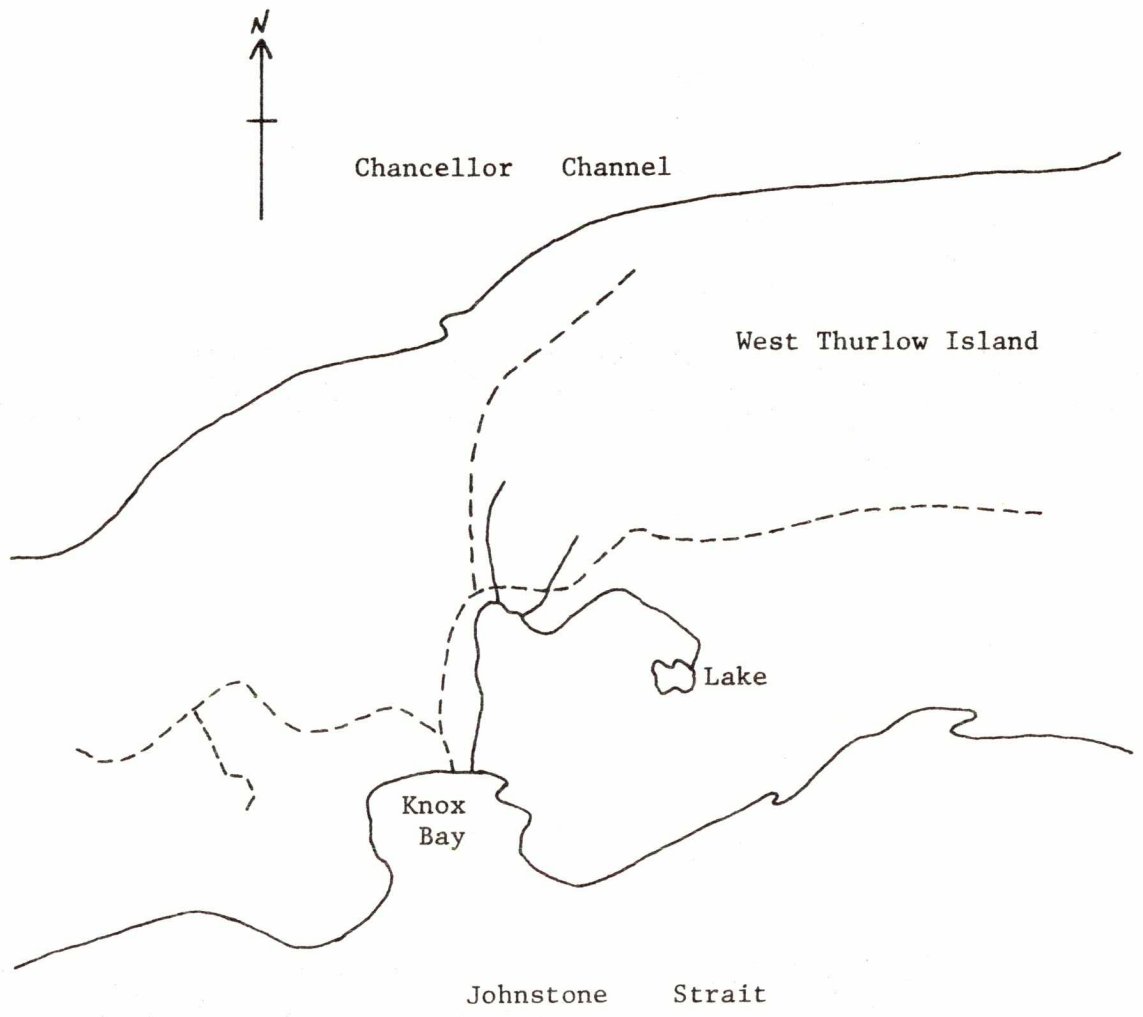 N
Chancellor Channel
West Thurlow Island
Lake
Knox
Bay
Johnstone Strait